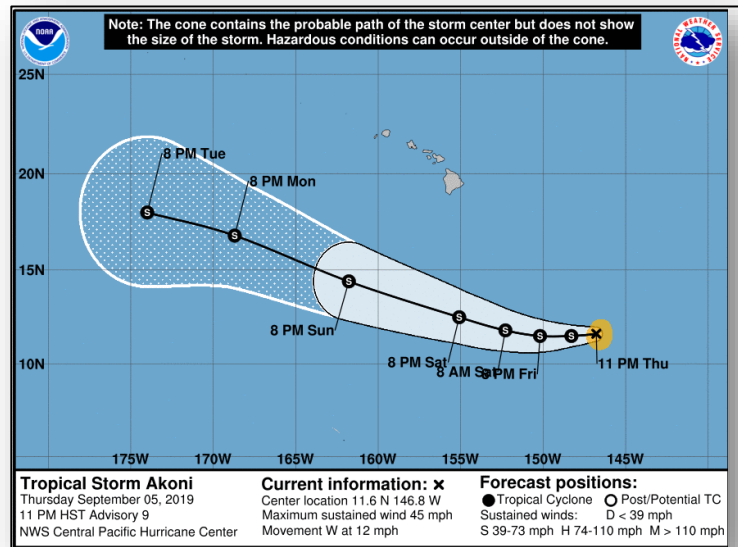 Note: The cone contains the probable path of the storm center but does not show
the size of the storm. Hazardous conditions can occur outside of the cone.
NOAA
NATIONAL WEATHER SERVICE
25N
20N
15N
10N
8 PM Tue
8 PM Mon
8 PM Sun
8 PM Sat
8 AM Sat
PM Fri
11 PM Thu
S
S
S
S
S
S
S
175W 170W 165W 160W 155W 150W 145W
Tropical Storm Akoni
Thursday September 05, 2019
11 PM HST Advisory 9
NWS Central Pacific Hurricane Center
Current information: ×
Center location 11.6 N 146.8 W
Maximum sustained wind 45 mph
Movement W at 12 mph
Forecast positions:
● Tropical Cyclone ○ Post/Potential TC
Sustained winds: D < 39 mph
S 39-73 mph H 74-110 mph M > 110 mph